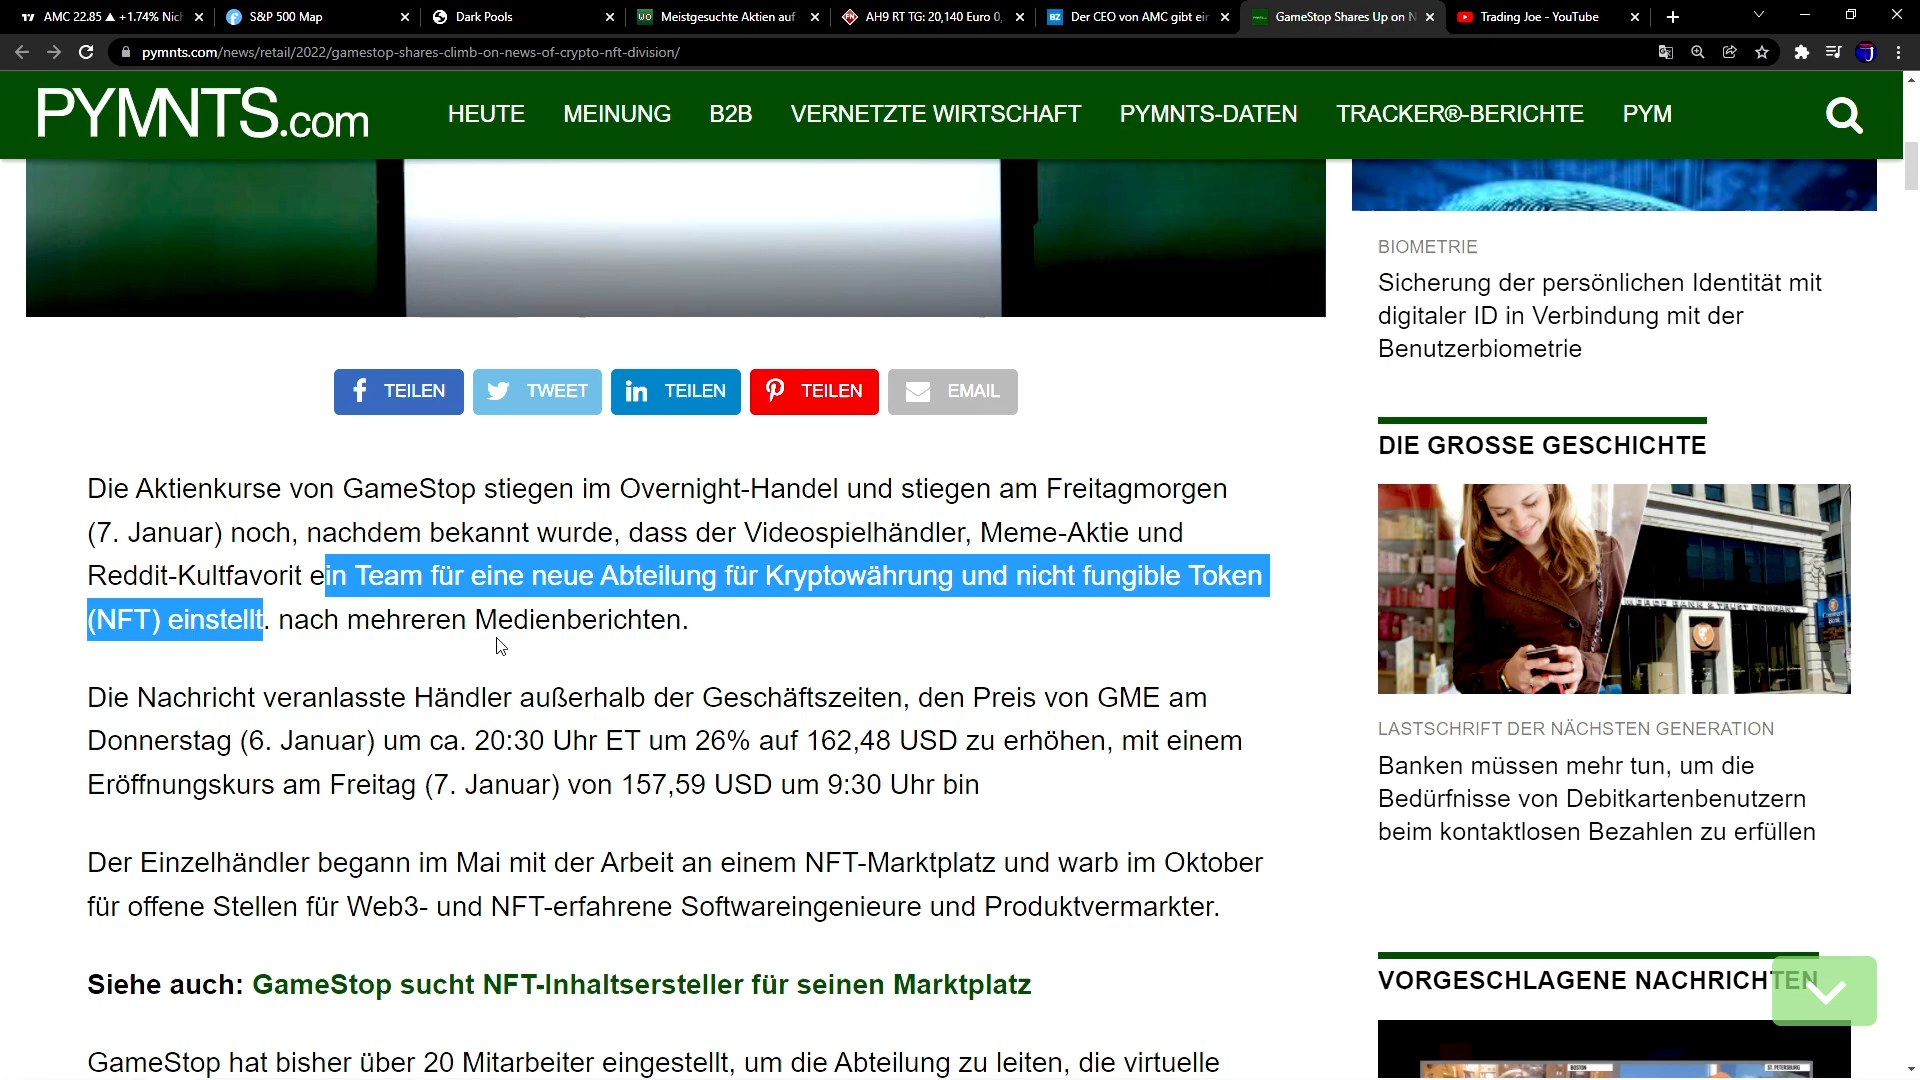 AMC 22.85 ▲ +1.74% Nich
S&P 500 Map
Dark Pools
WO Meistgesuchte Aktien auf
AH9 RT TG: 20,140 Euro 0,
BZ Der CEO von AMC gibt ein
GameStop Shares Up on N
Trading Joe - YouTube
pymnts.com/news/retail/2022/gamestop-shares-climb-on-news-of-crypto-nft-division/
PYMNTS.com
HEUTE MEINUNG B2B VERNETZTE WIRTSCHAFT PYMNTS-DATEN TRACKER®-BERICHTE PYM
TEILEN TWEET TEILEN TEILEN EMAIL
Die Aktienkurse von GameStop stiegen im Overnight-Handel und stiegen am Freitagmorgen
(7. Januar) noch, nachdem bekannt wurde, dass der Videospielhändler, Meme-Aktie und
Reddit-Kultfavorit ein Team für eine neue Abteilung für Kryptowährung und nicht fungible Token
(NFT) einstellt. nach mehreren Medienberichten.
Die Nachricht veranlasste Händler außerhalb der Geschäftszeiten, den Preis von GME am
Donnerstag (6. Januar) um ca. 20:30 Uhr ET um 26% auf 162,48 USD zu erhöhen, mit einem
Eröffnungskurs am Freitag (7. Januar) von 157,59 USD um 9:30 Uhr bin
Der Einzelhändler begann im Mai mit der Arbeit an einem NFT-Marktplatz und warb im Oktober
für offene Stellen für Web3- und NFT-erfahrene Softwareingenieure und Produktvermarkter.
Siehe auch: GameStop sucht NFT-Inhaltsersteller für seinen Marktplatz
GameStop hat bisher über 20 Mitarbeiter eingestellt, um die Abteilung zu leiten, die virtuelle
BIOMETRIE
Sicherung der persönlichen Identität mit
digitaler ID in Verbindung mit der
Benutzerbiometrie
DIE GROSSE GESCHICHTE
LASTSCHRIFT DER NÄCHSTEN GENERATION
Banken müssen mehr tun, um die
Bedürfnisse von Debitkartenbenutzern
beim kontaktlosen Bezahlen zu erfüllen
VORGESCHLAGENE NACHRICHTEN
BOSTON
ST. PETERSBURG